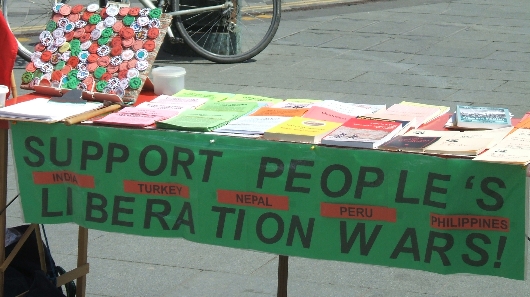 SUPPORT PEOPLE'S
INDIA TURKEY NEPAL PERU PHILIPPINES
LIBERATION WARS!